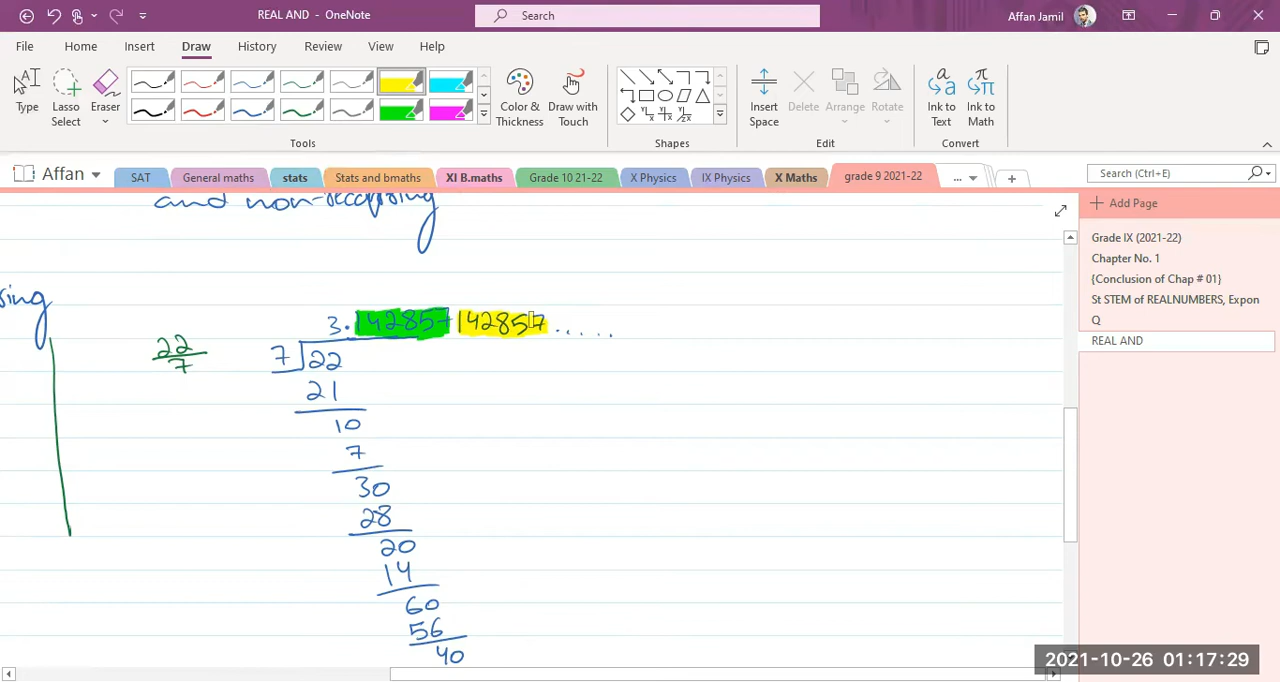 REAL AND - OneNote
Search
Affan Jamil
File Home Insert Draw History Review View Help
Type
Lasso Select
Eraser
Color & Thickness
Draw with Touch
Insert Space
Delete
Arrange
Rotate
Ink to Text
Ink to Math
Tools
Shapes
Edit
Convert
Affan
SAT General maths stats Stats and bmaths XI B.maths Grade 10 21-22 X Physics IX Physics X Maths grade 9 2021-22 ...
Search (Ctrl+E)
Add Page
Grade IX (2021-22)
Chapter No. 1
{Conclusion of Chap # 01}
St STEM of REALNUMBERS, Expon
Q
REAL AND
and non-recurring
sing
3.142857142857.....
22/7
7 22
21
10
7
30
28
20
14
60
56
40
2021-10-26 01:17:29